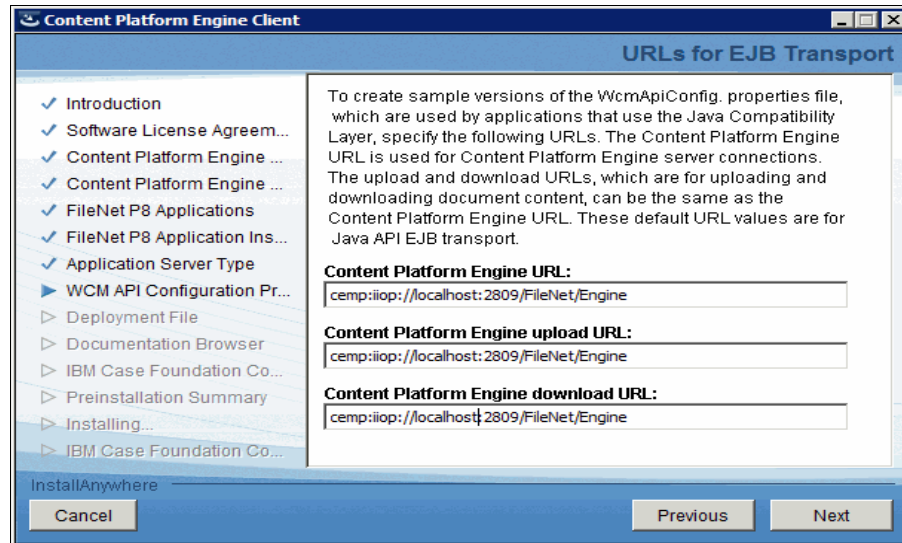 Content Platform Engine Client
URLs for EJB Transport
Introduction
Software License Agreem...
Content Platform Engine ...
Content Platform Engine ...
FileNet P8 Applications
FileNet P8 Application Ins...
Application Server Type
WCM API Configuration Pr...
Deployment File
Documentation Browser
IBM Case Foundation Co...
Preinstallation Summary
Installing...
IBM Case Foundation Co...
To create sample versions of the WcmApiConfig. properties file,
which are used by applications that use the Java Compatibility
Layer, specify the following URLs. The Content Platform Engine
URL is used for Content Platform Engine server connections.
The upload and download URLs, which are for uploading and
downloading document content, can be the same as the
Content Platform Engine URL. These default URL values are for
Java API EJB transport.
Content Platform Engine URL:
cemp:iiop://localhost:2809/FileNet/Engine
Content Platform Engine upload URL:
cemp:iiop://localhost:2809/FileNet/Engine
Content Platform Engine download URL:
cemp:iiop://localhost:2809/FileNet/Engine
InstallAnywhere
Cancel
Previous
Next